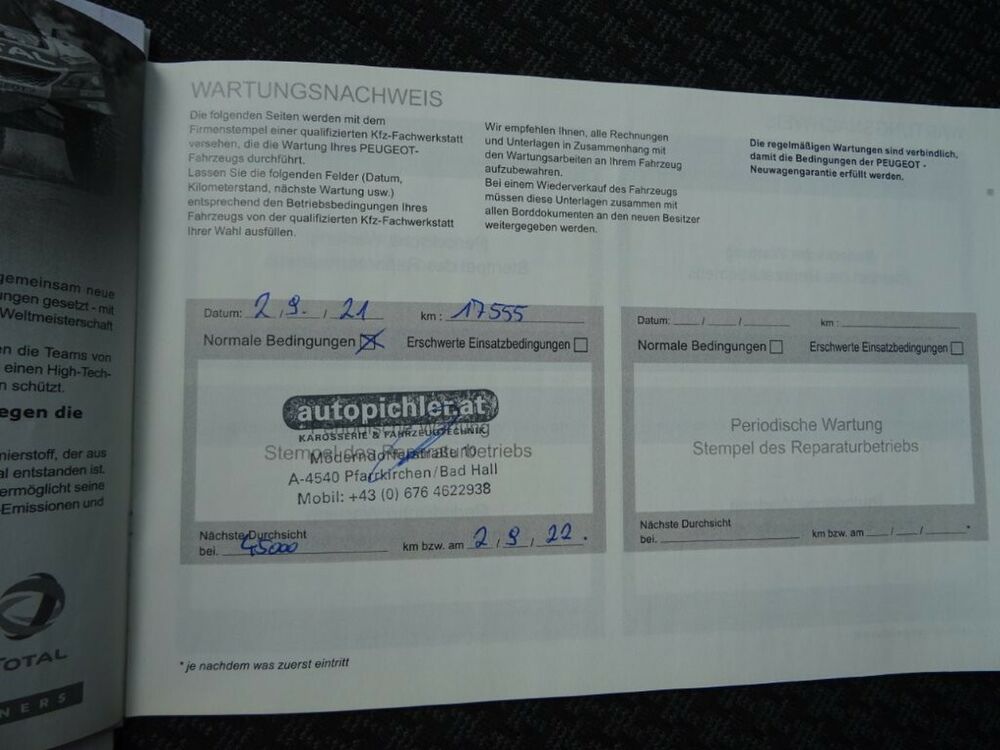 TOTAL
gemeinsam neue
ungen gesetzt - mit
Weltmeisterschaft
en die Teams von
einen High-Tech-
n schützt.
egen die
nierstoff, der aus
al entstanden ist.
ermöglicht seine
-Emissionen und
TOTAL
NERS
WARTUNGSNACHWEIS
Die folgenden Seiten werden mit dem
Firmenstempel einer qualifizierten Kfz-Fachwerkstatt
versehen, die die Wartung Ihres PEUGEOT-
Fahrzeugs durchführt.
Lassen Sie die folgenden Felder (Datum,
Kilometerstand, nächste Wartung usw.)
entsprechend den Betriebsbedingungen Ihres
Fahrzeugs von der qualifizierten Kfz-Fachwerkstatt
Ihrer Wahl ausfüllen.
Wir empfehlen Ihnen, alle Rechnungen
und Unterlagen in Zusammenhang mit
den Wartungsarbeiten an Ihrem Fahrzeug
aufzubewahren.
Bei einem Wiederverkauf des Fahrzeugs
müssen diese Unterlagen zusammen mit
allen Borddokumenten an den neuen Besitzer
weitergegeben werden.
Die regelmäßigen Wartungen sind verbindlich,
damit die Bedingungen der PEUGEOT -
Neuwagengarantie erfüllt werden.
Datum: 2 / 9. / 21 km : 17555
Normale Bedingungen Erschwerte Einsatzbedingungen
autopichler.at
Periodische Wartung
KAROSSERIE & FAHRZEUGTECHNIK
Stempel des Reparaturbetriebs
Möderndorferstraße 10
A-4540 Pfarrkirchen/Bad Hall
Mobil: +43 (0) 676 4622938
Nächste Durchsicht
bei. 45000 km bzw. am 2 / 9 / 22.
Datum: / / km :
Normale Bedingungen Erschwerte Einsatzbedingungen
Periodische Wartung
Stempel des Reparaturbetriebs
Nächste Durchsicht
bei. km bzw. am / / *
* je nachdem was zuerst eintritt